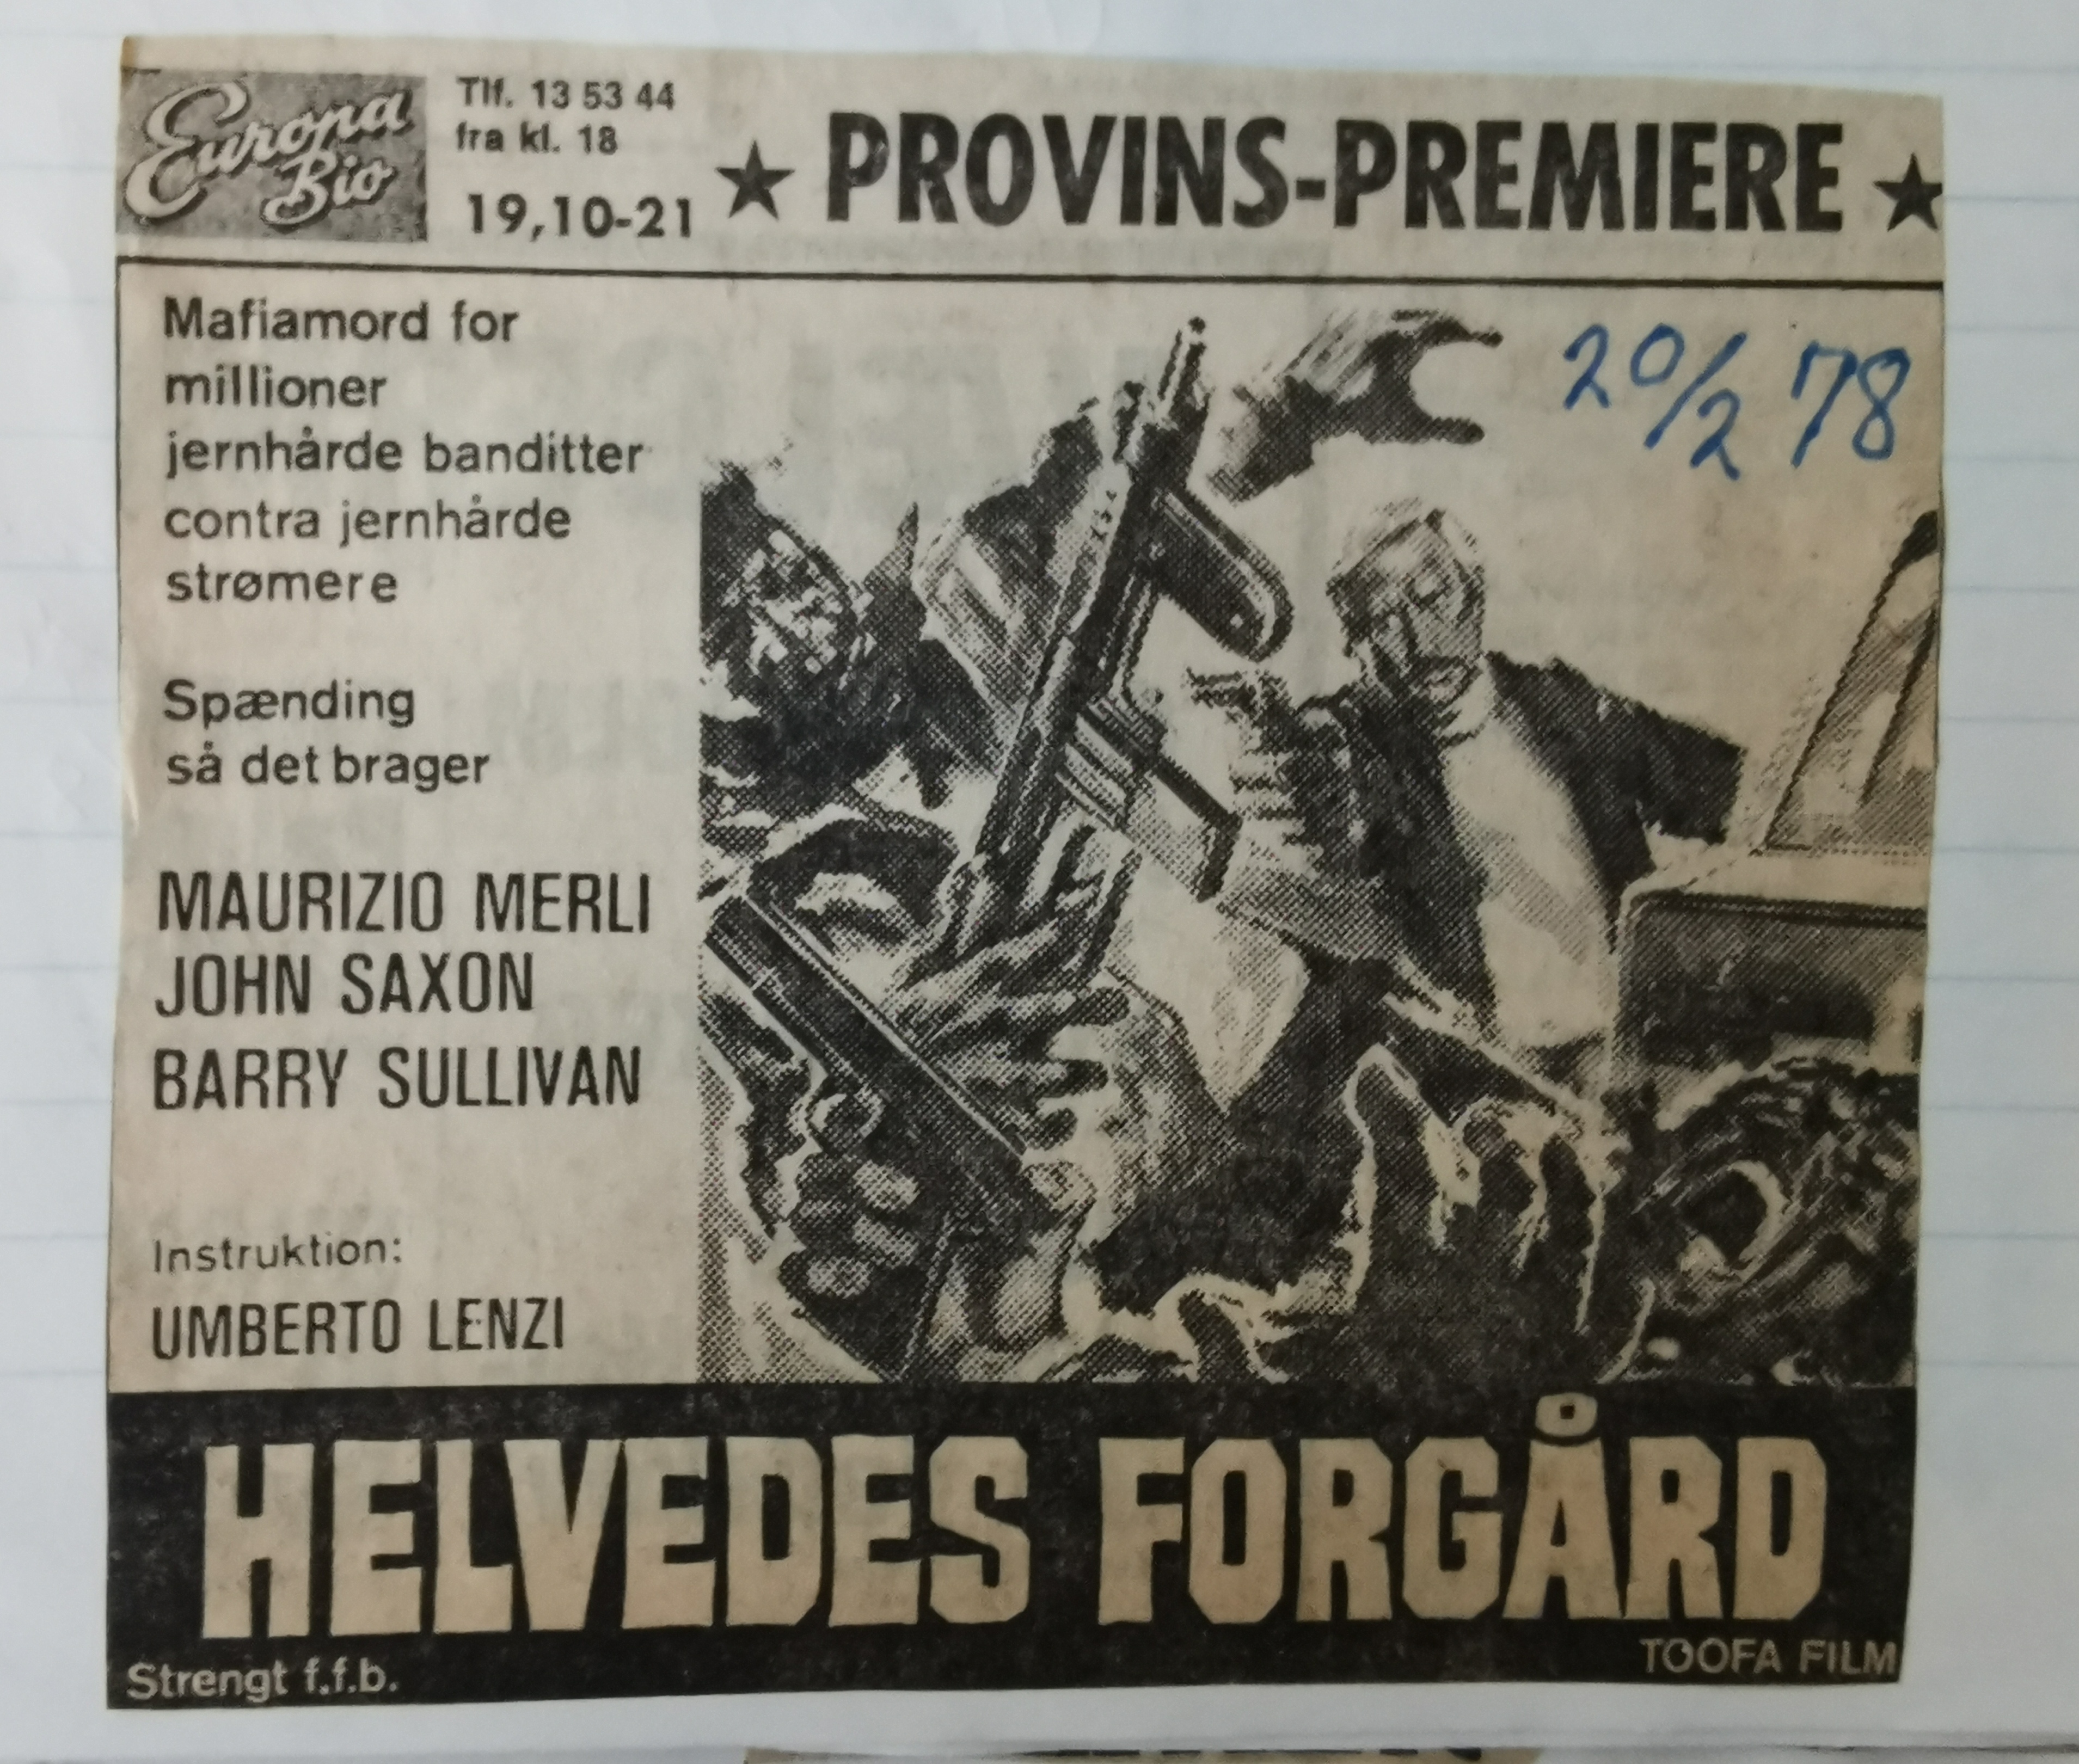 Europa
Bio
Tlf. 13 53 44
fra kl. 18
19,10-21
★ PROVINS-PREMIERE ★
20/2 78
Mafiamord for
millioner
jernhårde banditter
contra jernhårde
strømere
Spænding
så det brager
MAURIZIO MERLI
JOHN SAXON
BARRY SULLIVAN
Instruktion:
UMBERTO LENZI
HELVEDES FORGÅRD
TOOFA FILM
Strengt f.f.b.